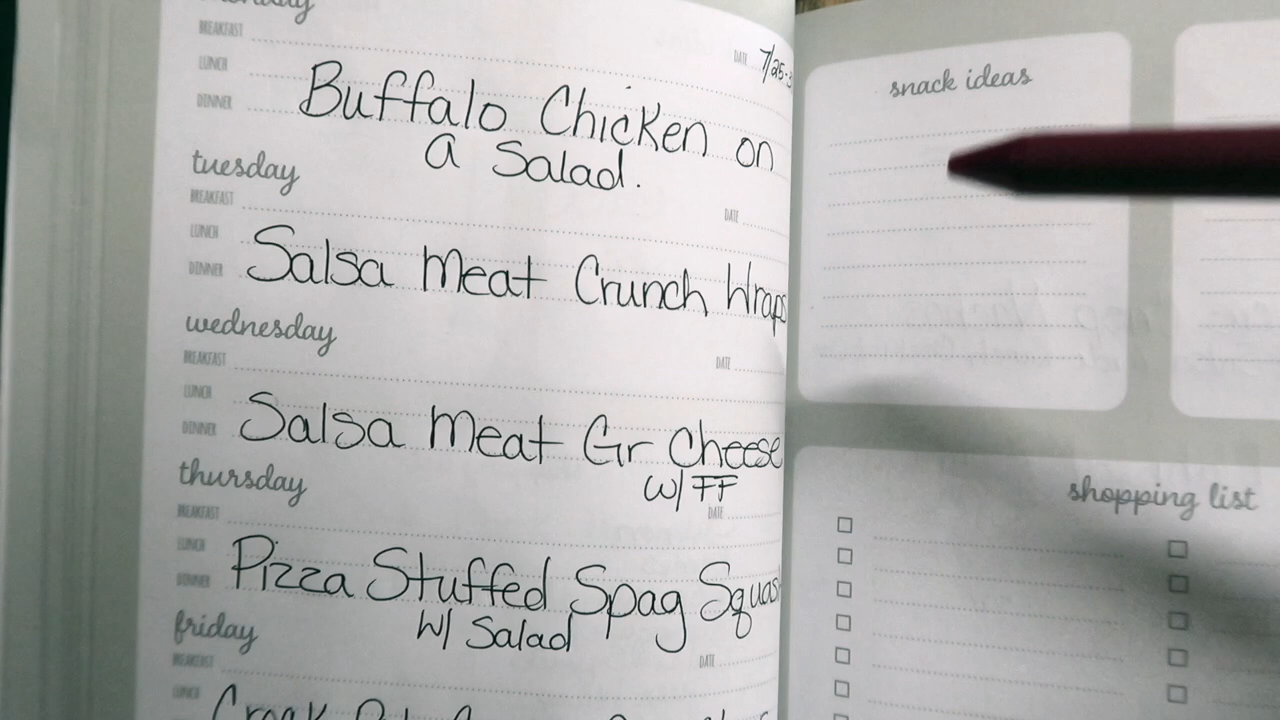 BREAKFAST
DATE 7/25-3
LUNCH
DINNER
Buffalo Chicken on
a Salad.
tuesday
BREAKFAST
DATE
LUNCH
DINNER
Salsa Meat Crunch Wraps
wednesday
BREAKFAST
DATE
LUNCH
DINNER
Salsa Meat Gr Cheese
W/ FF
thursday
BREAKFAST
DATE
LUNCH
DINNER
Pizza Stuffed Spag Squas
W/ Salad
friday
BREAKFAST
DATE
LUNCH
snack ideas
shopping list